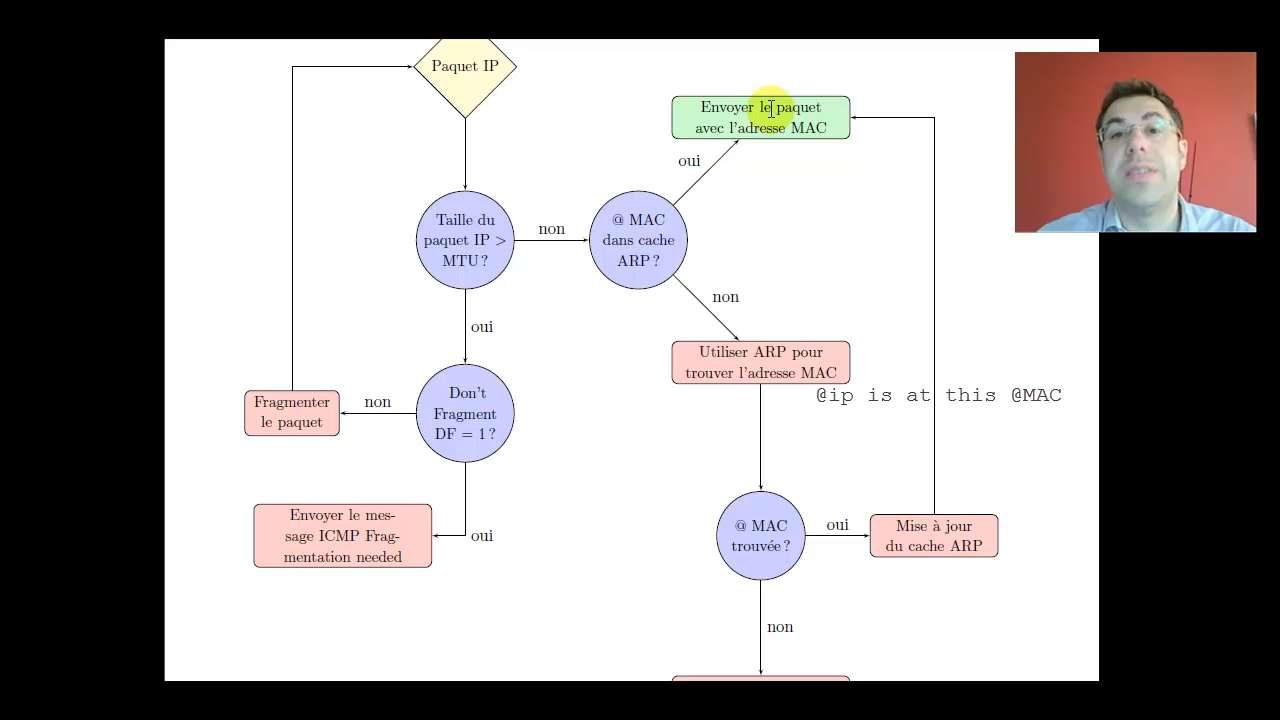 Paquet IP
Envoyer le paquet
avec l'adresse MAC
oui
Taille du
paquet IP >
MTU ?
non
@ MAC
dans cache
ARP ?
non
oui
Utiliser ARP pour
trouver l'adresse MAC
@ip is at this @MAC
Fragmenter
le paquet
non
Don't
Fragment
DF = 1 ?
Envoyer le mes-
sage ICMP Frag-
mentation needed
oui
@ MAC
trouvée ?
oui
Mise à jour
du cache ARP
non